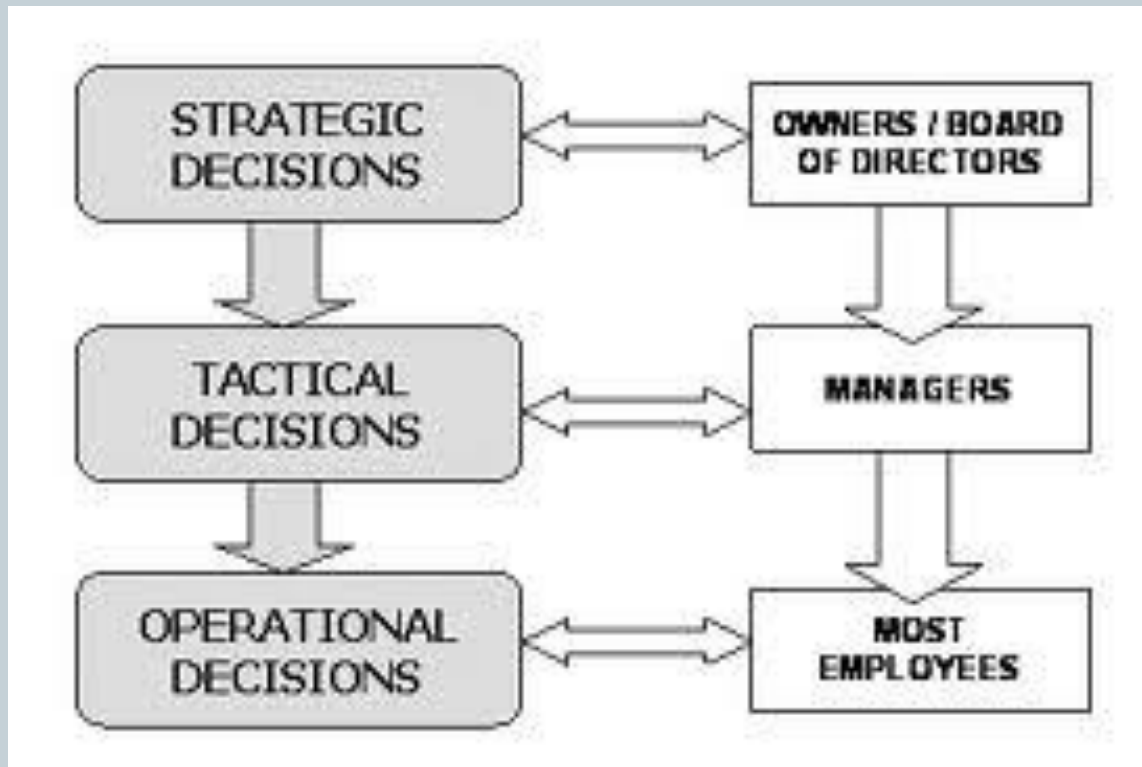 STRATEGIC
DECISIONS
OWNERS / BOARD
OF DIRECTORS
TACTICAL
DECISIONS
MANAGERS
OPERATIONAL
DECISIONS
MOST
EMPLOYEES